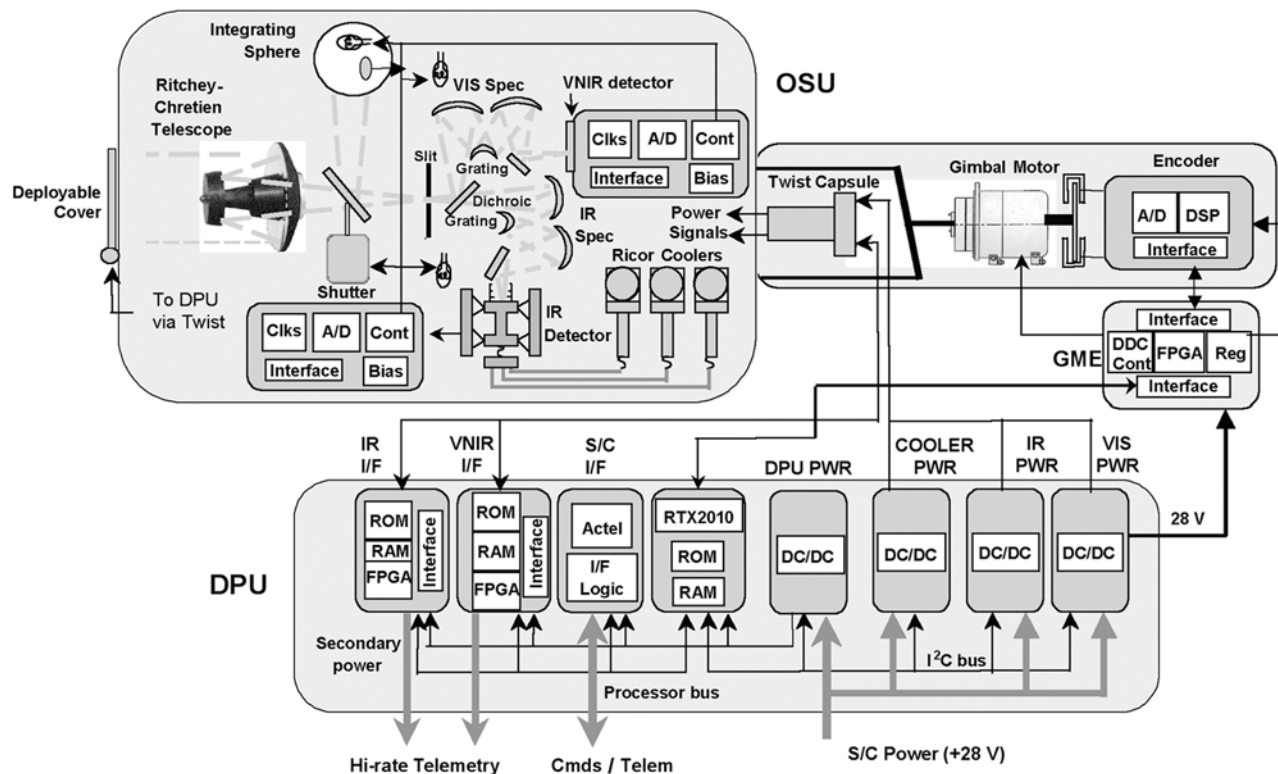 Integrating
Sphere
Ritchey-
Chretien
Telescope
VIS Spec
VNIR detector
OSU
Clks
A/D
Cont
Interface
Bias
Slit
Grating
Dichroic
Grating
IR
Spec
Deployable
Cover
Shutter
To DPU
via Twist
Clks
A/D
Cont
Interface
Bias
IR
Detector
Ricor Coolers
Power
Signals
Twist Capsule
Gimbal Motor
Encoder
A/D
DSP
Interface
GME
Interface
DDC
Cont
FPGA
Reg
Interface
IR
I/F
VNIR
I/F
S/C
I/F
DPU PWR
COOLER
PWR
IR
PWR
VIS
PWR
28 V
DPU
ROM
RAM
FPGA
Interface
ROM
RAM
FPGA
Interface
Actel
I/F
Logic
RTX2010
ROM
RAM
DC/DC
DC/DC
DC/DC
DC/DC
Secondary
power
Processor bus
I²C bus
Hi-rate Telemetry
Cmds / Telem
S/C Power (+28 V)